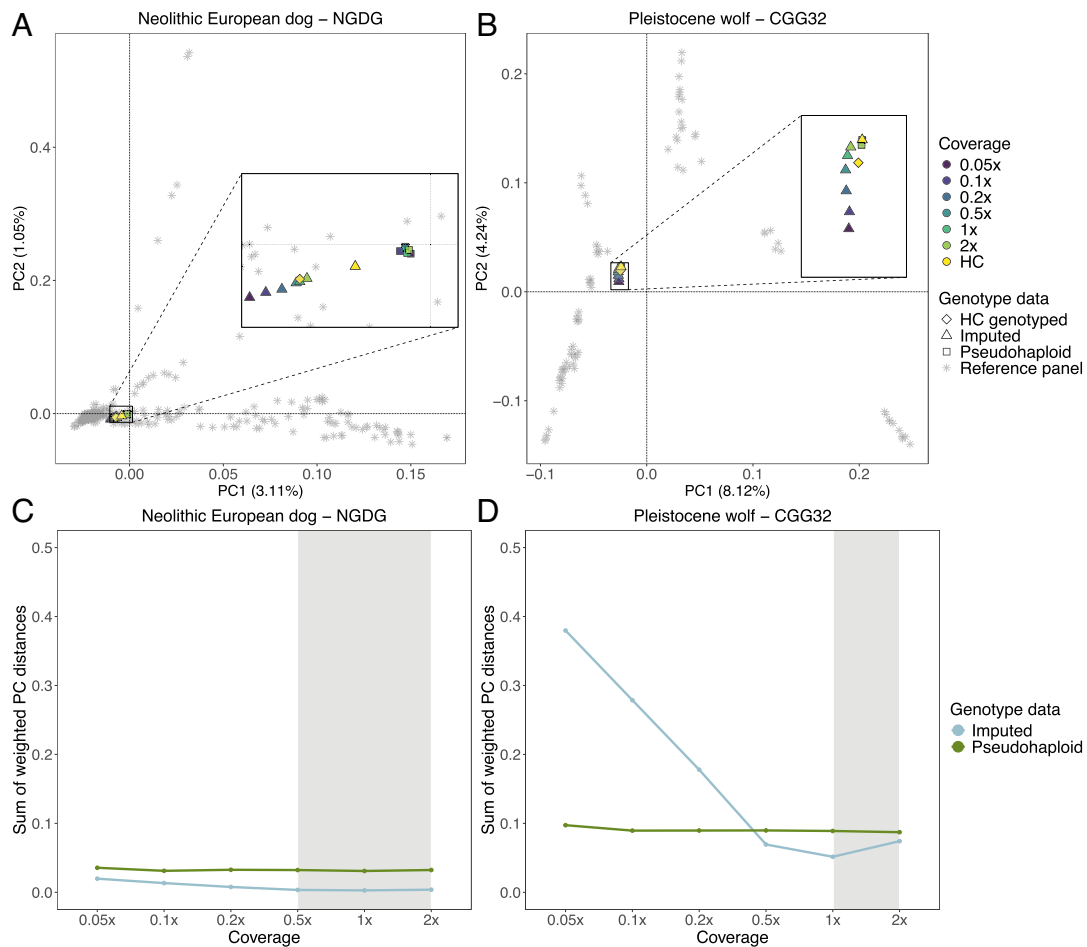 A
Neolithic European dog – NGDG
B
Pleistocene wolf – CGG32
PC2 (1.05%)
0.4
0.2
0.0
0.00
0.05
0.10
0.15
PC1 (3.11%)
PC2 (4.24%)
0.2
0.1
0.0
−0.1
−0.1
0.0
0.1
0.2
PC1 (8.12%)
Coverage
0.05x
0.1x
0.2x
0.5x
1x
2x
HC
Genotype data
HC genotyped
Imputed
Pseudohaploid
Reference panel
C
Neolithic European dog – NGDG
D
Pleistocene wolf – CGG32
Sum of weighted PC distances
0.5
0.4
0.3
0.2
0.1
0.0
0.05x
0.1x
0.2x
0.5x
1x
2x
Coverage
Sum of weighted PC distances
0.5
0.4
0.3
0.2
0.1
0.0
0.05x
0.1x
0.2x
0.5x
1x
2x
Coverage
Genotype data
Imputed
Pseudohaploid